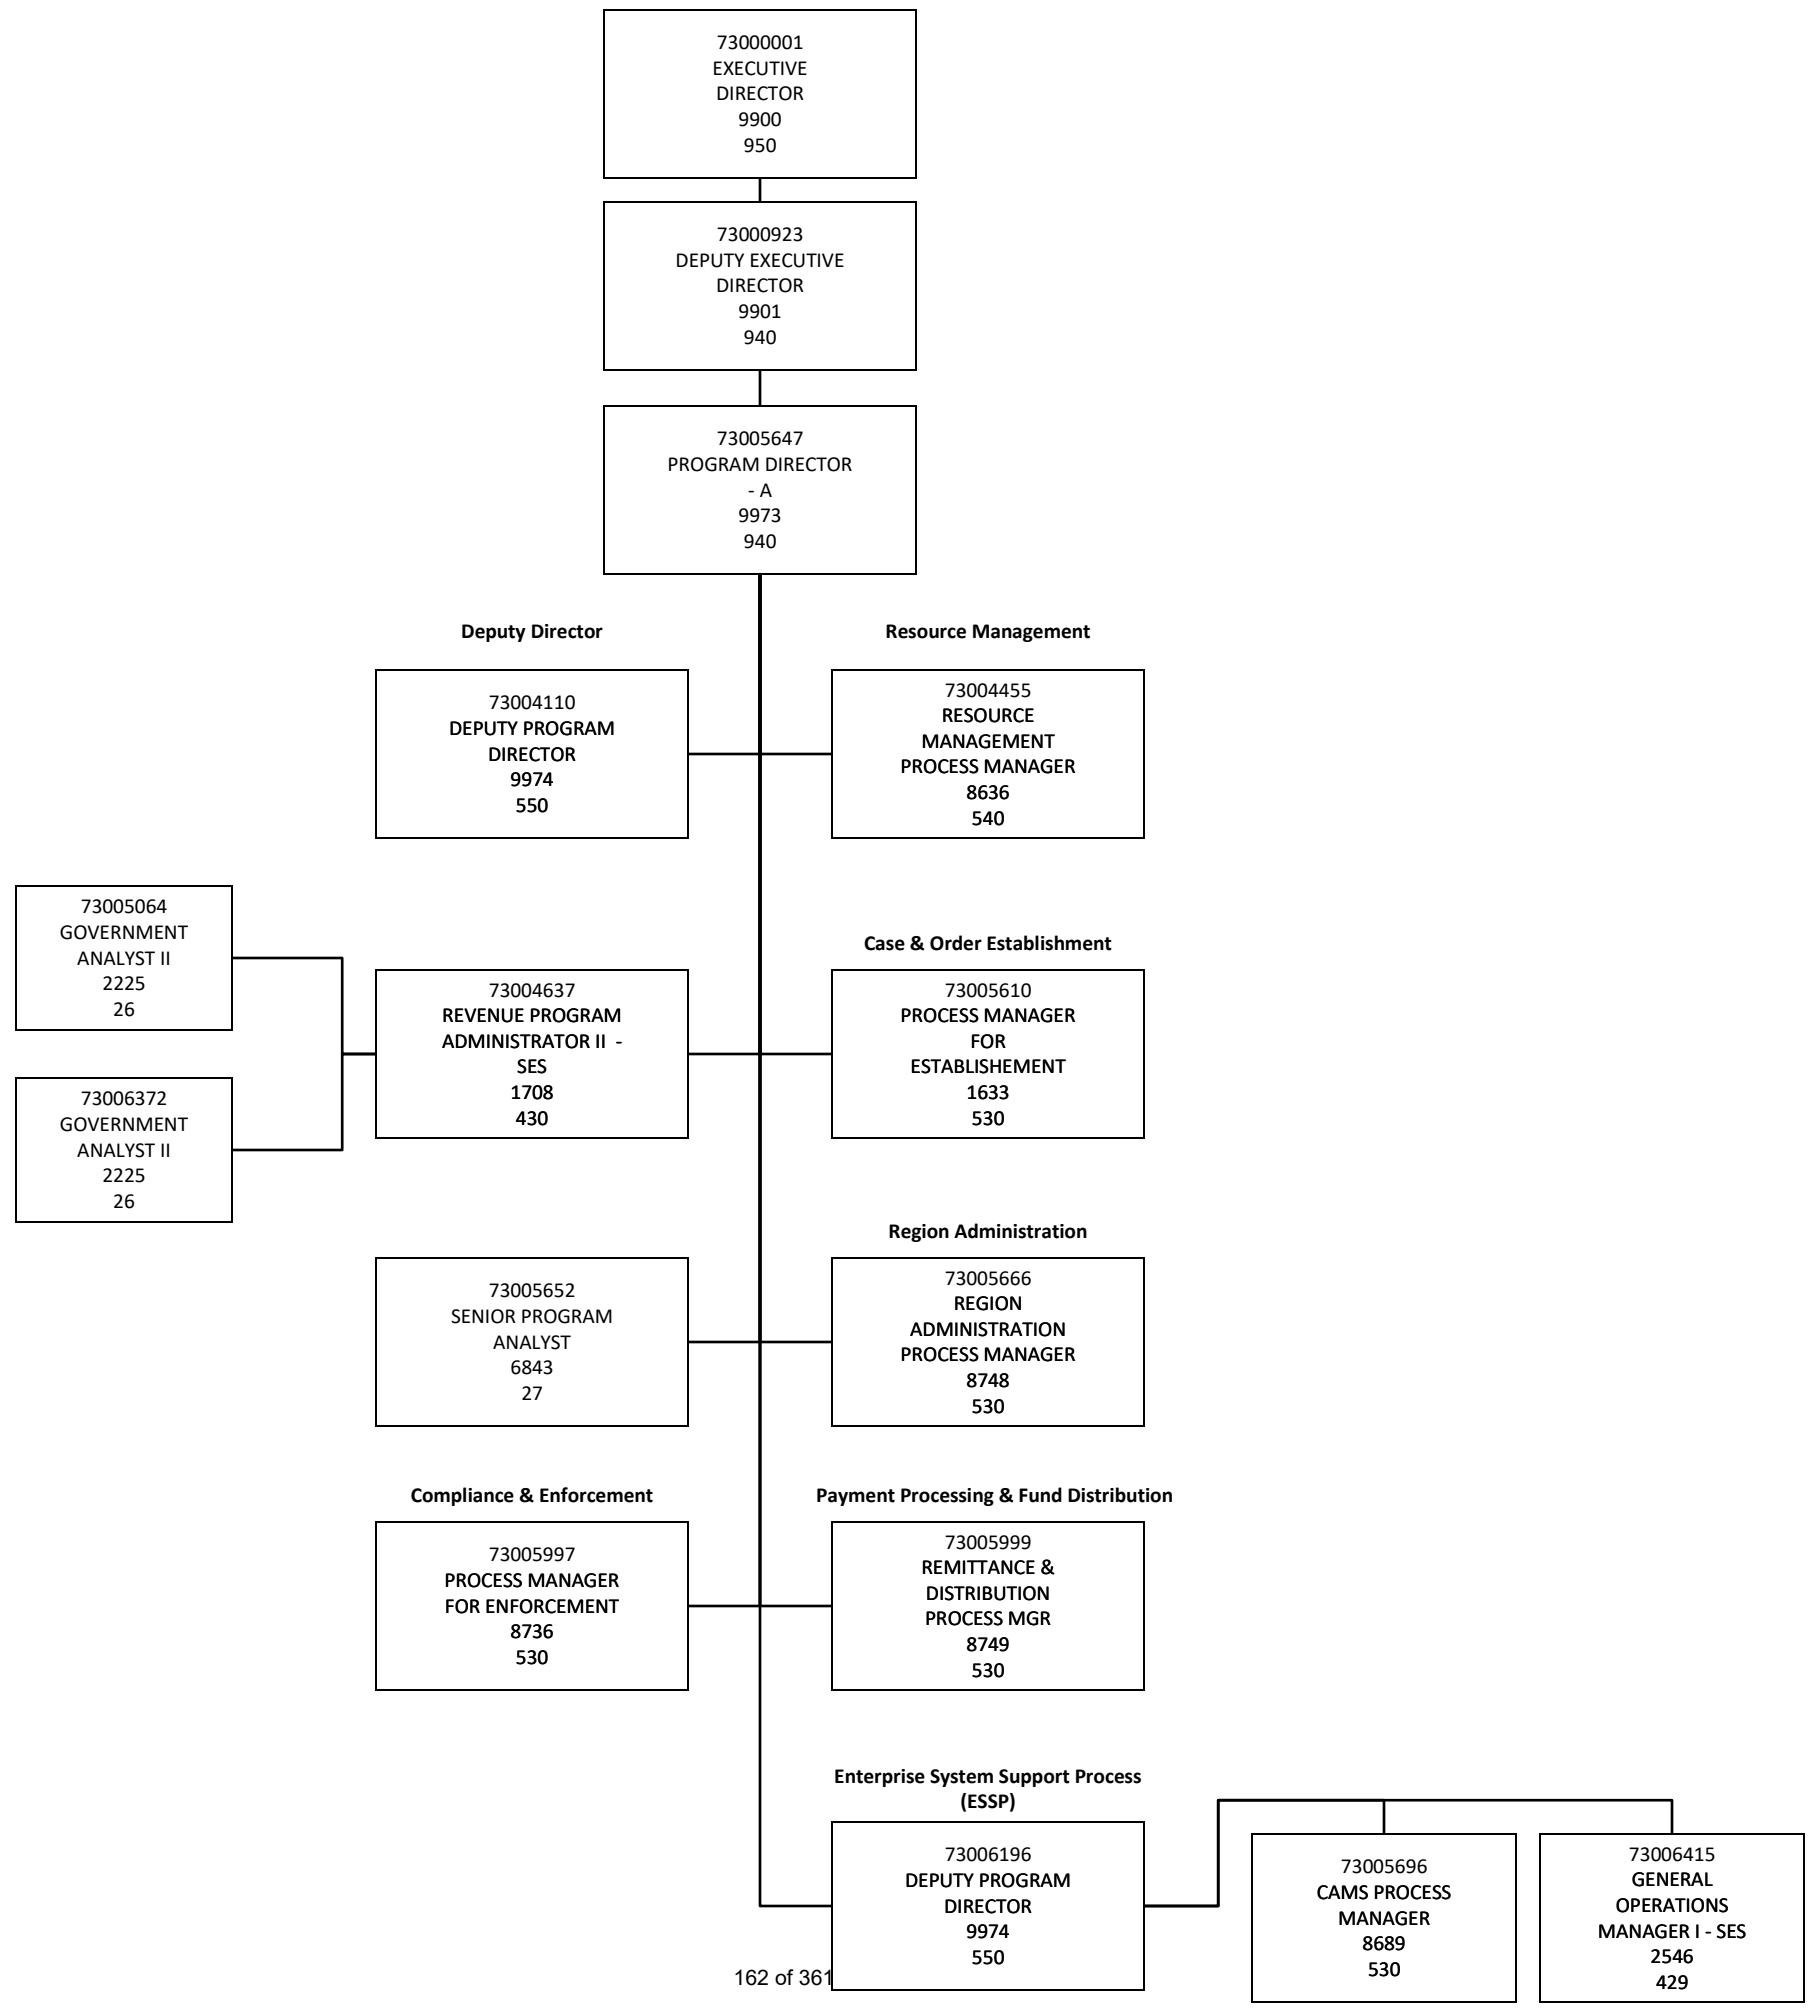 73000001
EXECUTIVE
DIRECTOR
9900
950
73000923
DEPUTY EXECUTIVE
DIRECTOR
9901
940
73005647
PROGRAM DIRECTOR
- A
9973
940
Deputy Director
73004110
DEPUTY PROGRAM
DIRECTOR
9974
550
Resource Management
73004455
RESOURCE
MANAGEMENT
PROCESS MANAGER
8636
540
73005064
GOVERNMENT
ANALYST II
2225
26
73006372
GOVERNMENT
ANALYST II
2225
26
73004637
REVENUE PROGRAM
ADMINISTRATOR II  -
SES
1708
430
Case & Order Establishment
73005610
PROCESS MANAGER
FOR
ESTABLISHEMENT
1633
530
73005652
SENIOR PROGRAM
ANALYST
6843
27
Region Administration
73005666
REGION
ADMINISTRATION
PROCESS MANAGER
8748
530
Compliance & Enforcement
73005997
PROCESS MANAGER
FOR ENFORCEMENT
8736
530
Payment Processing & Fund Distribution
73005999
REMITTANCE &
DISTRIBUTION
PROCESS MGR
8749
530
Enterprise System Support Process
(ESSP)
73006196
DEPUTY PROGRAM
DIRECTOR
9974
550
73005696
CAMS PROCESS
MANAGER
8689
530
73006415
GENERAL
OPERATIONS
MANAGER I - SES
2546
429
162 of 361